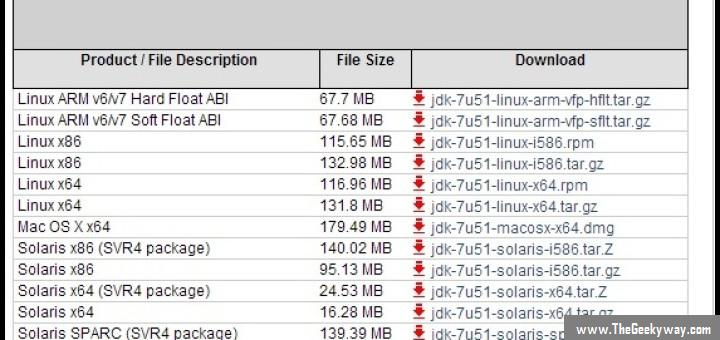 Product / File Description File Size Download
Linux ARM v6/v7 Hard Float ABI 67.7 MB jdk-7u51-linux-arm-vfp-hflt.tar.gz
Linux ARM v6/v7 Soft Float ABI 67.68 MB jdk-7u51-linux-arm-vfp-sflt.tar.gz
Linux x86 115.65 MB jdk-7u51-linux-i586.rpm
Linux x86 132.98 MB jdk-7u51-linux-i586.tar.gz
Linux x64 116.96 MB jdk-7u51-linux-x64.rpm
Linux x64 131.8 MB jdk-7u51-linux-x64.tar.gz
Mac OS X x64 179.49 MB jdk-7u51-macosx-x64.dmg
Solaris x86 (SVR4 package) 140.02 MB jdk-7u51-solaris-i586.tar.Z
Solaris x86 95.13 MB jdk-7u51-solaris-i586.tar.gz
Solaris x64 (SVR4 package) 24.53 MB jdk-7u51-solaris-x64.tar.Z
Solaris x64 16.28 MB jdk-7u51-solaris-x64.tar.gz
Solaris SPARC (SVR4 package) 139.39 MB jdk-7u51-solaris-sp
www.TheGeekyway.com